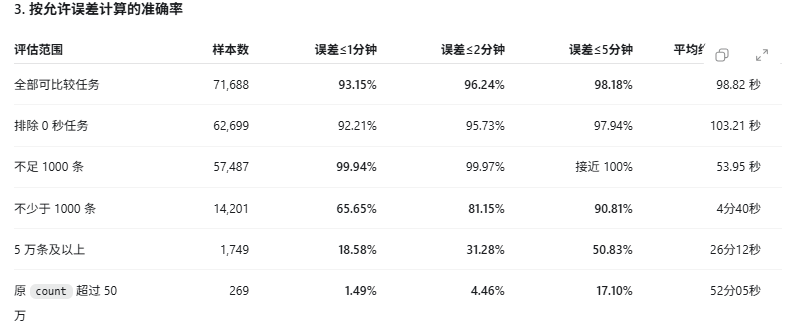 3. 按允许误差计算的准确率
评估范围 样本数 误差≤1分钟 误差≤2分钟 误差≤5分钟 平均
全部可比较任务 71,688 93.15% 96.24% 98.18% 98.82 秒
排除 0 秒任务 62,699 92.21% 95.73% 97.94% 103.21 秒
不足 1000 条 57,487 99.94% 99.97% 接近 100% 53.95 秒
不少于 1000 条 14,201 65.65% 81.15% 90.81% 4分40秒
5 万条及以上 1,749 18.58% 31.28% 50.83% 26分12秒
原 count 超过 50 269 1.49% 4.46% 17.10% 52分05秒
万